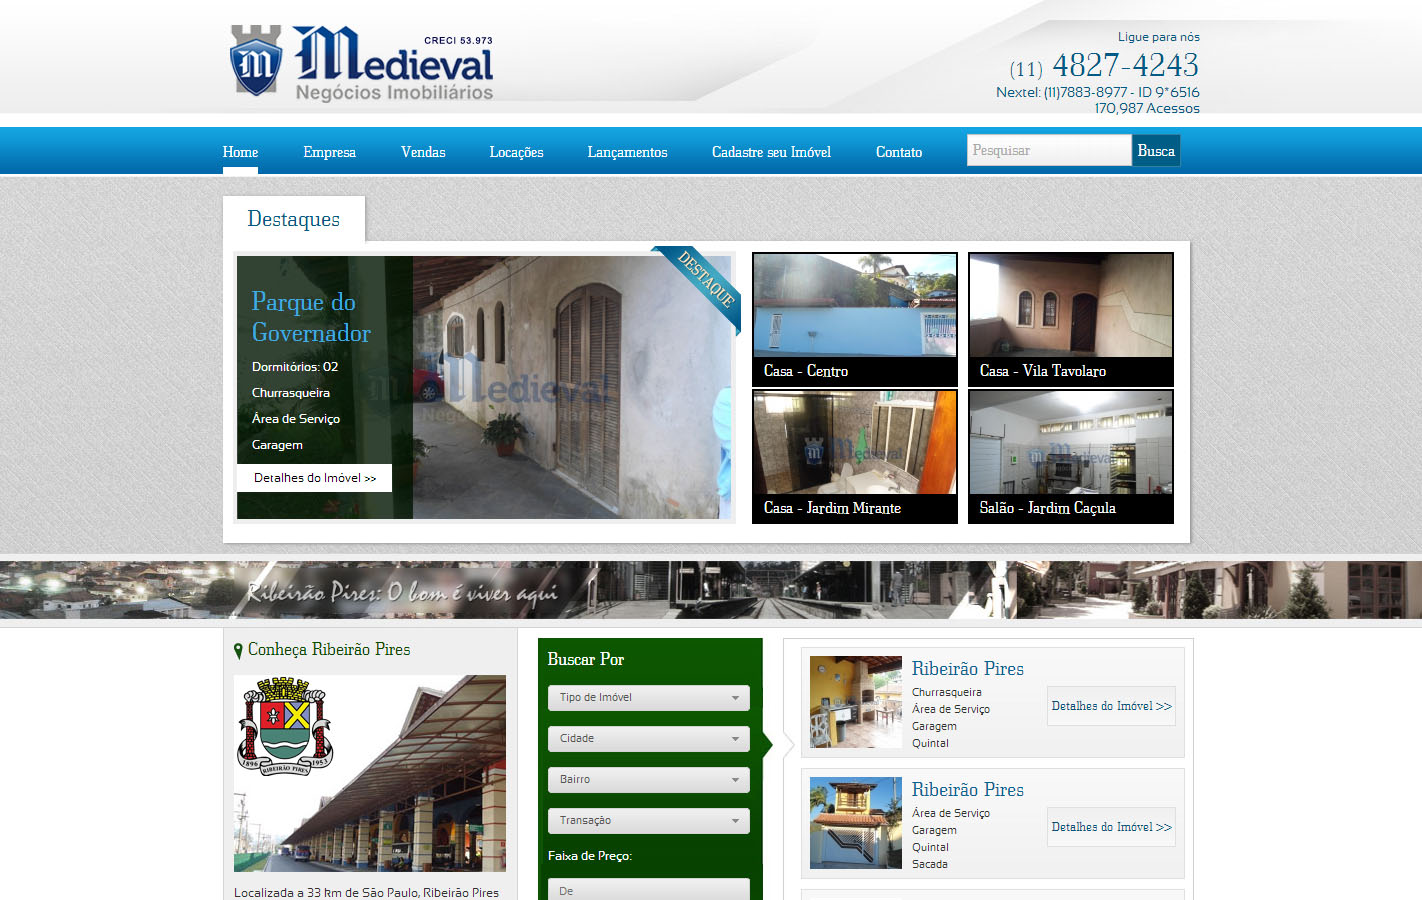 CRECI 53.973
Medieval
Negócios Imobiliários
Ligue para nós
(11) 4827-4243
Nextel: (11)7883-8977 - ID 9*6516
170,987 Acessos
Home
Empresa
Vendas
Locações
Lançamentos
Cadastre seu Imóvel
Contato
Pesquisar
Busca
Destaques
DESTAQUE
Parque do
Governador
Dormitórios: 02
Churrasqueira
Área de Serviço
Garagem
Detalhes do Imóvel >>
Medieval
Negócios Imobiliários
Casa - Centro
Casa - Vila Tavolaro
Medieval
Casa - Jardim Mirante
Medieval
Salão - Jardim Caçula
Ribeirão Pires: O bom é viver aqui
Conheça Ribeirão Pires
1896 RIBEIRÃO PIRES 1953
Localizada a 33 km de São Paulo, Ribeirão Pires
Buscar Por
Tipo de Imóvel
Cidade
Bairro
Transação
Faixa de Preço:
De
Ribeirão Pires
Churrasqueira
Área de Serviço
Garagem
Quintal
Detalhes do Imóvel >>
Ribeirão Pires
Área de Serviço
Garagem
Quintal
Sacada
Detalhes do Imóvel >>